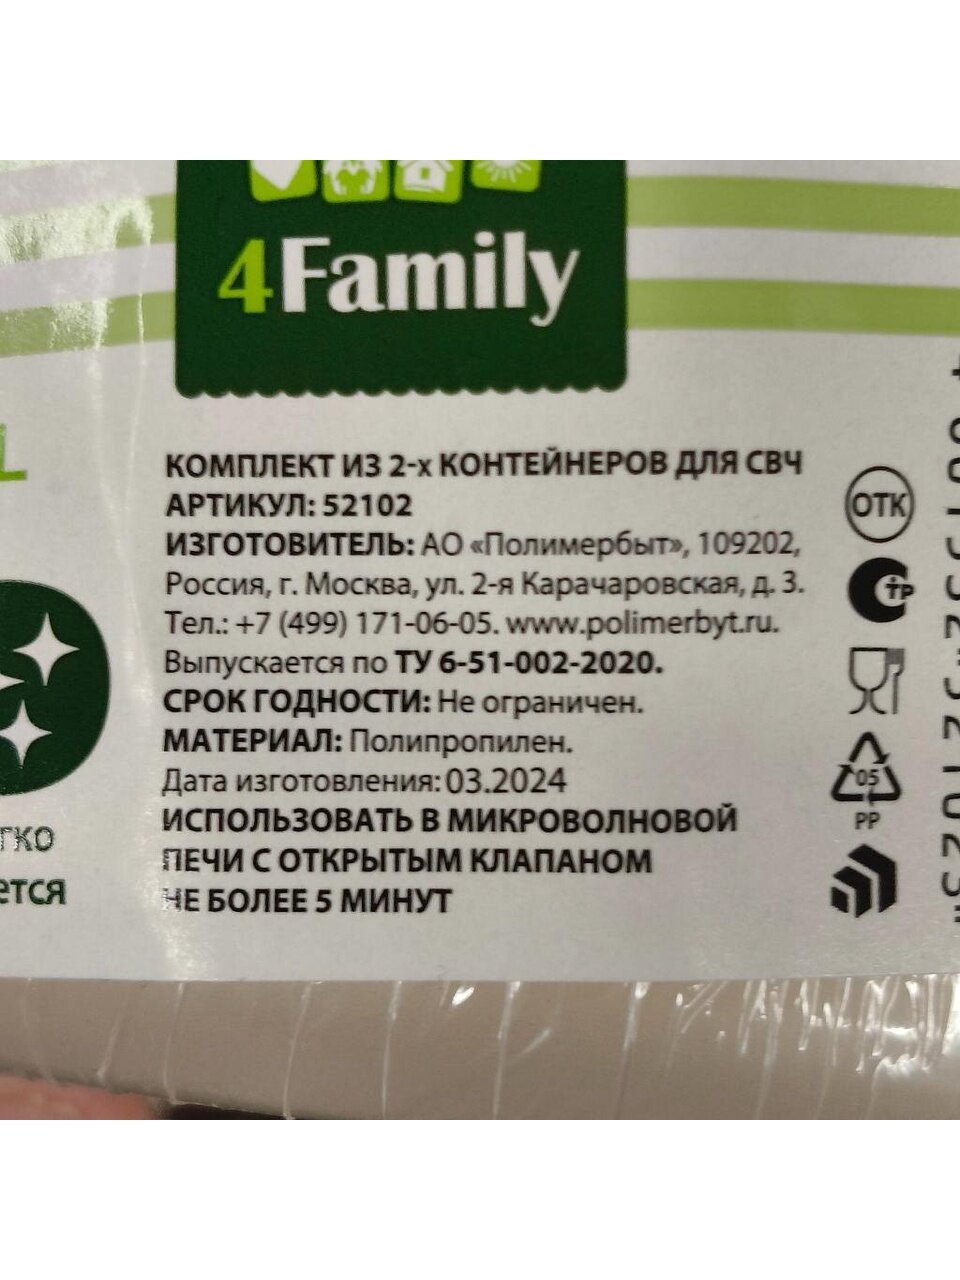 4Family
КОМПЛЕКТ ИЗ 2-х КОНТЕЙНЕРОВ ДЛЯ СВЧ
АРТИКУЛ: 52102
ИЗГОТОВИТЕЛЬ: АО «Полимербыт», 109202,
Россия, г. Москва, ул. 2-я Карачаровская, д. 3.
Тел.: +7 (499) 171-06-05. www.polimerbyt.ru.
Выпускается по ТУ 6-51-002-2020.
СРОК ГОДНОСТИ: Не ограничен.
МАТЕРИАЛ: Полипропилен.
Дата изготовления: 03.2024
ИСПОЛЬЗОВАТЬ В МИКРОВОЛНОВОЙ
ПЕЧИ С ОТКРЫТЫМ КЛАПАНОМ
НЕ БОЛЕЕ 5 МИНУТ
ОТК
05
PP